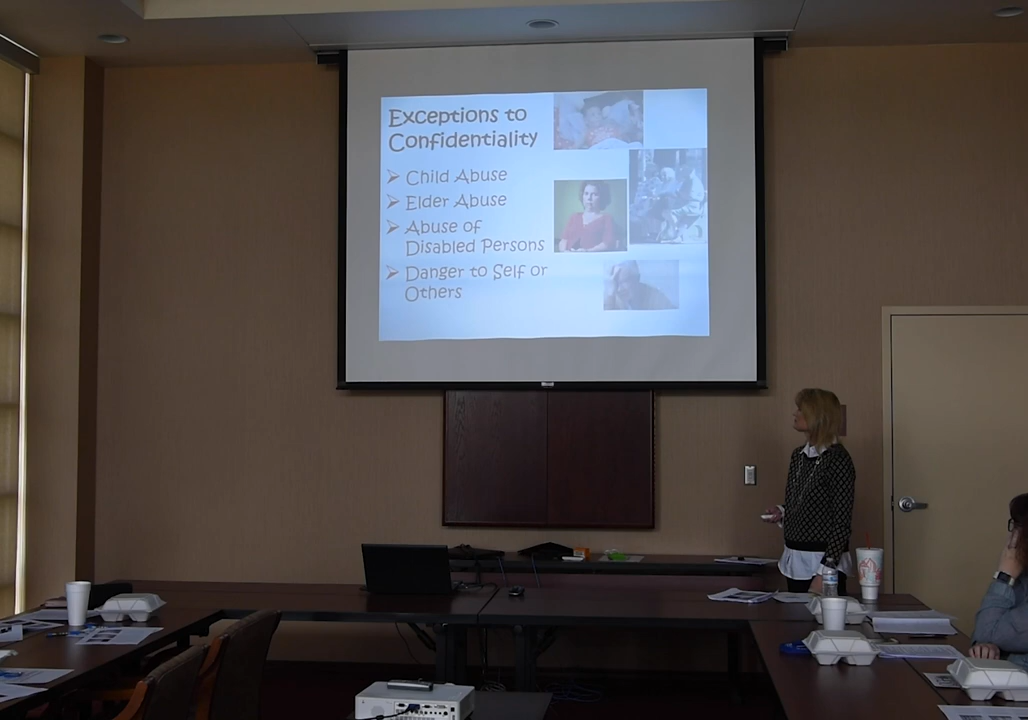 Exceptions to
Confidentiality
Child Abuse
Elder Abuse
Abuse of
Disabled Persons
Danger to Self or
Others